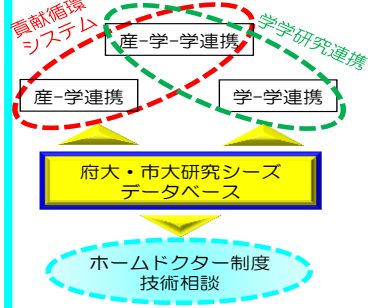 貢献循環
システム
産-学-学連携
学学研究連携
産-学連携
学-学連携
府大・市大研究シーズ
データベース
ホームドクター制度
技術相談